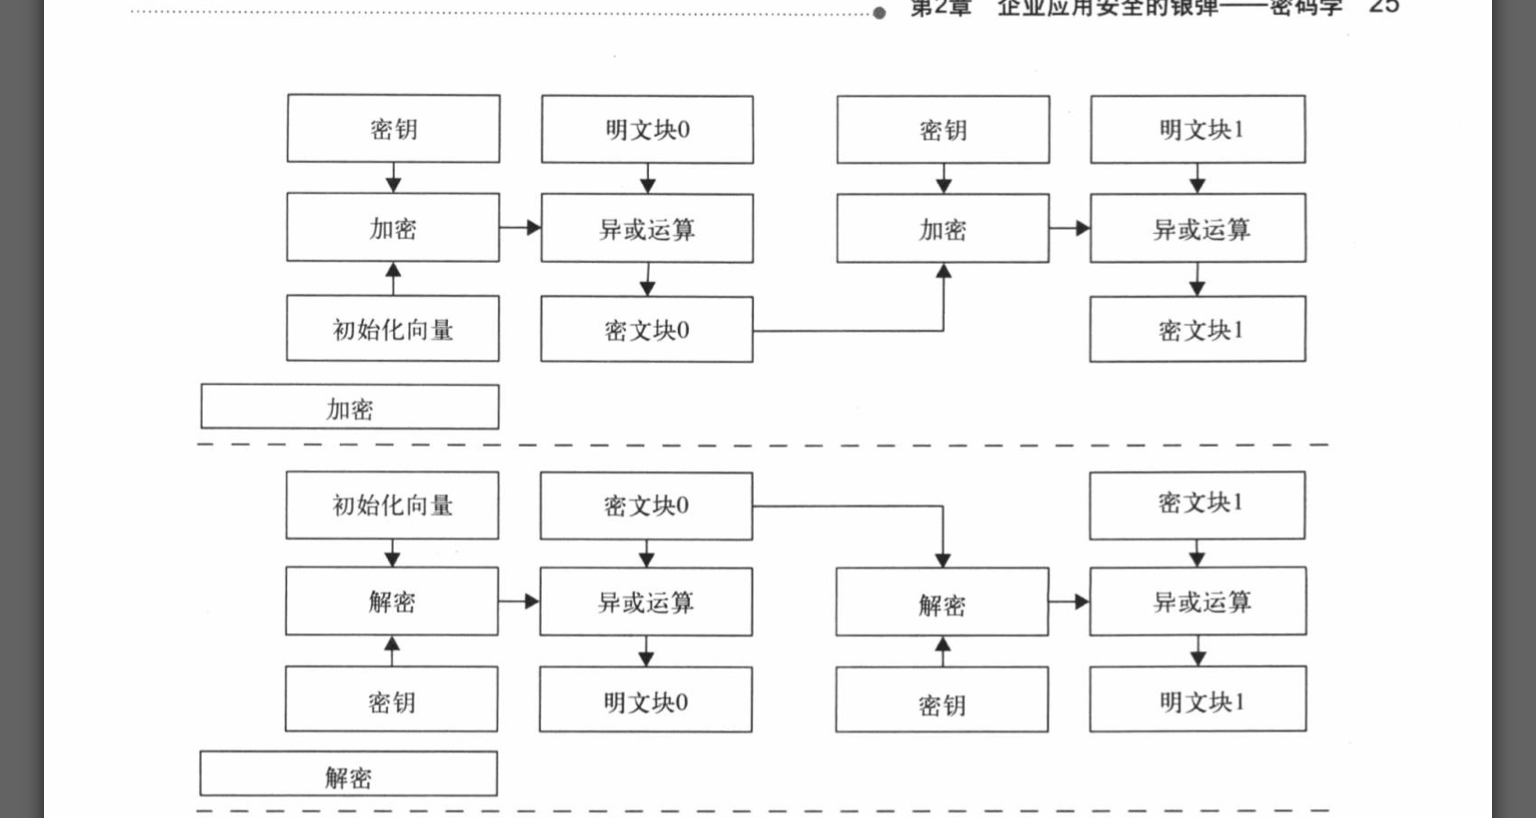 第2章 企业应用安全的银弹——密码学 25
密钥 明文块0 密钥 明文块1
加密 异或运算 加密 异或运算
初始化向量 密文块0 密文块1
加密
初始化向量 密文块0 密文块1
解密 异或运算 解密 异或运算
密钥 明文块0 密钥 明文块1
解密